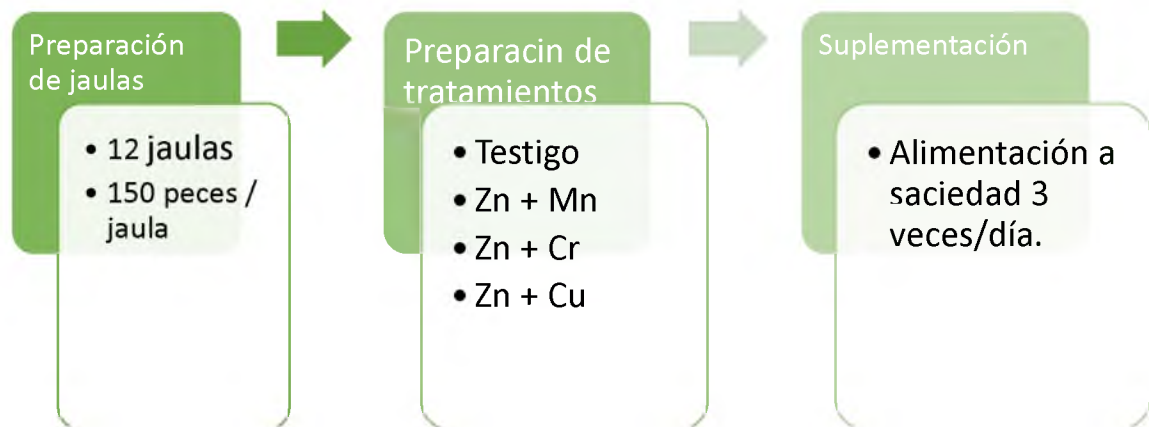 Preparación
de jaulas
• 12 jaulas
• 150 peces /
jaula
Preparacin de
tratamientos
• Testigo
• Zn + Mn
• Zn + Cr
• Zn + Cu
Suplementación
• Alimentación a
saciedad 3
veces/día.